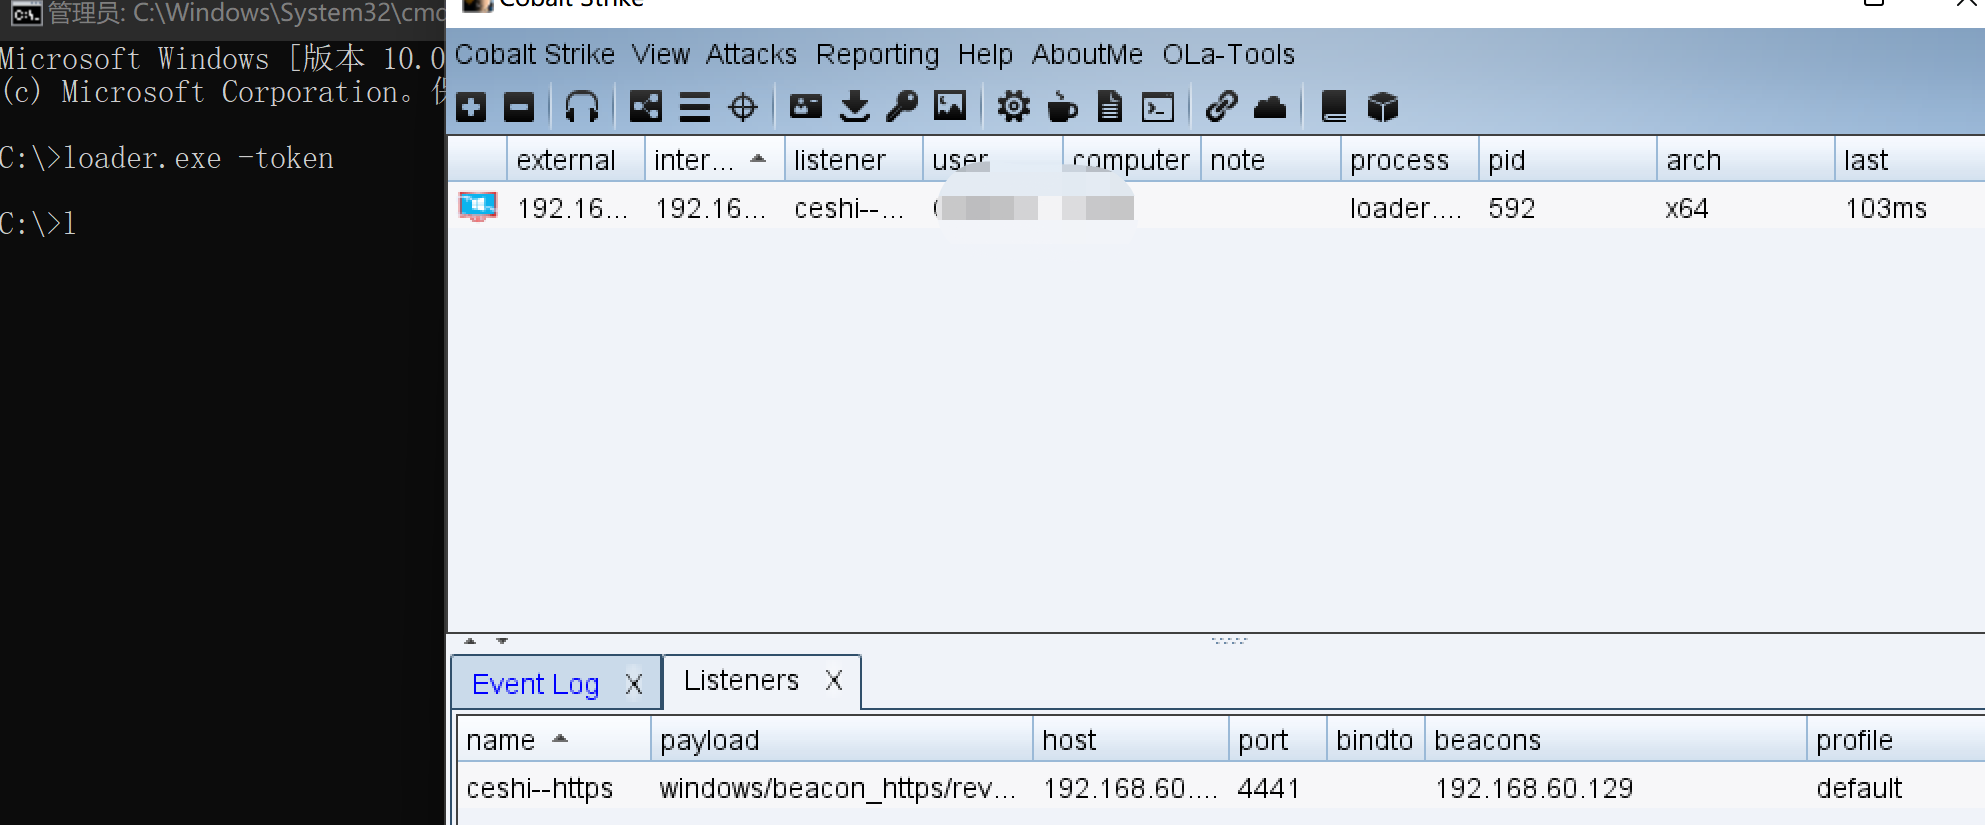 管理员: C:\Windows\System32\cmd
Microsoft Windows [版本 10.0
(c) Microsoft Corporation。保
C:\>loader.exe -token
C:\>l
Cobalt Strike
Cobalt Strike View Attacks Reporting Help AboutMe OLa-Tools
external inter... listener user computer note process pid arch last
192.16... 192.16... ceshi--... loader.... 592 x64 103ms
Event Log X Listeners X
name payload host port bindto beacons profile
ceshi--https windows/beacon_https/rev... 192.168.60.... 4441 192.168.60.129 default